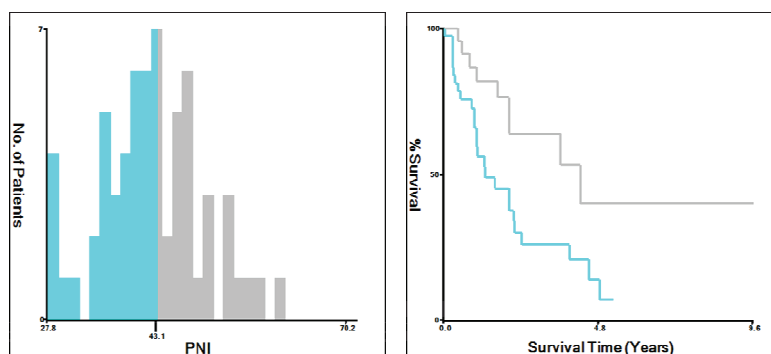 7
No. of Patients
0
27.8
43.1
70.2
PNI
100
% Survival
50
0
0.0
4.8
9.6
Survival Time (Years)